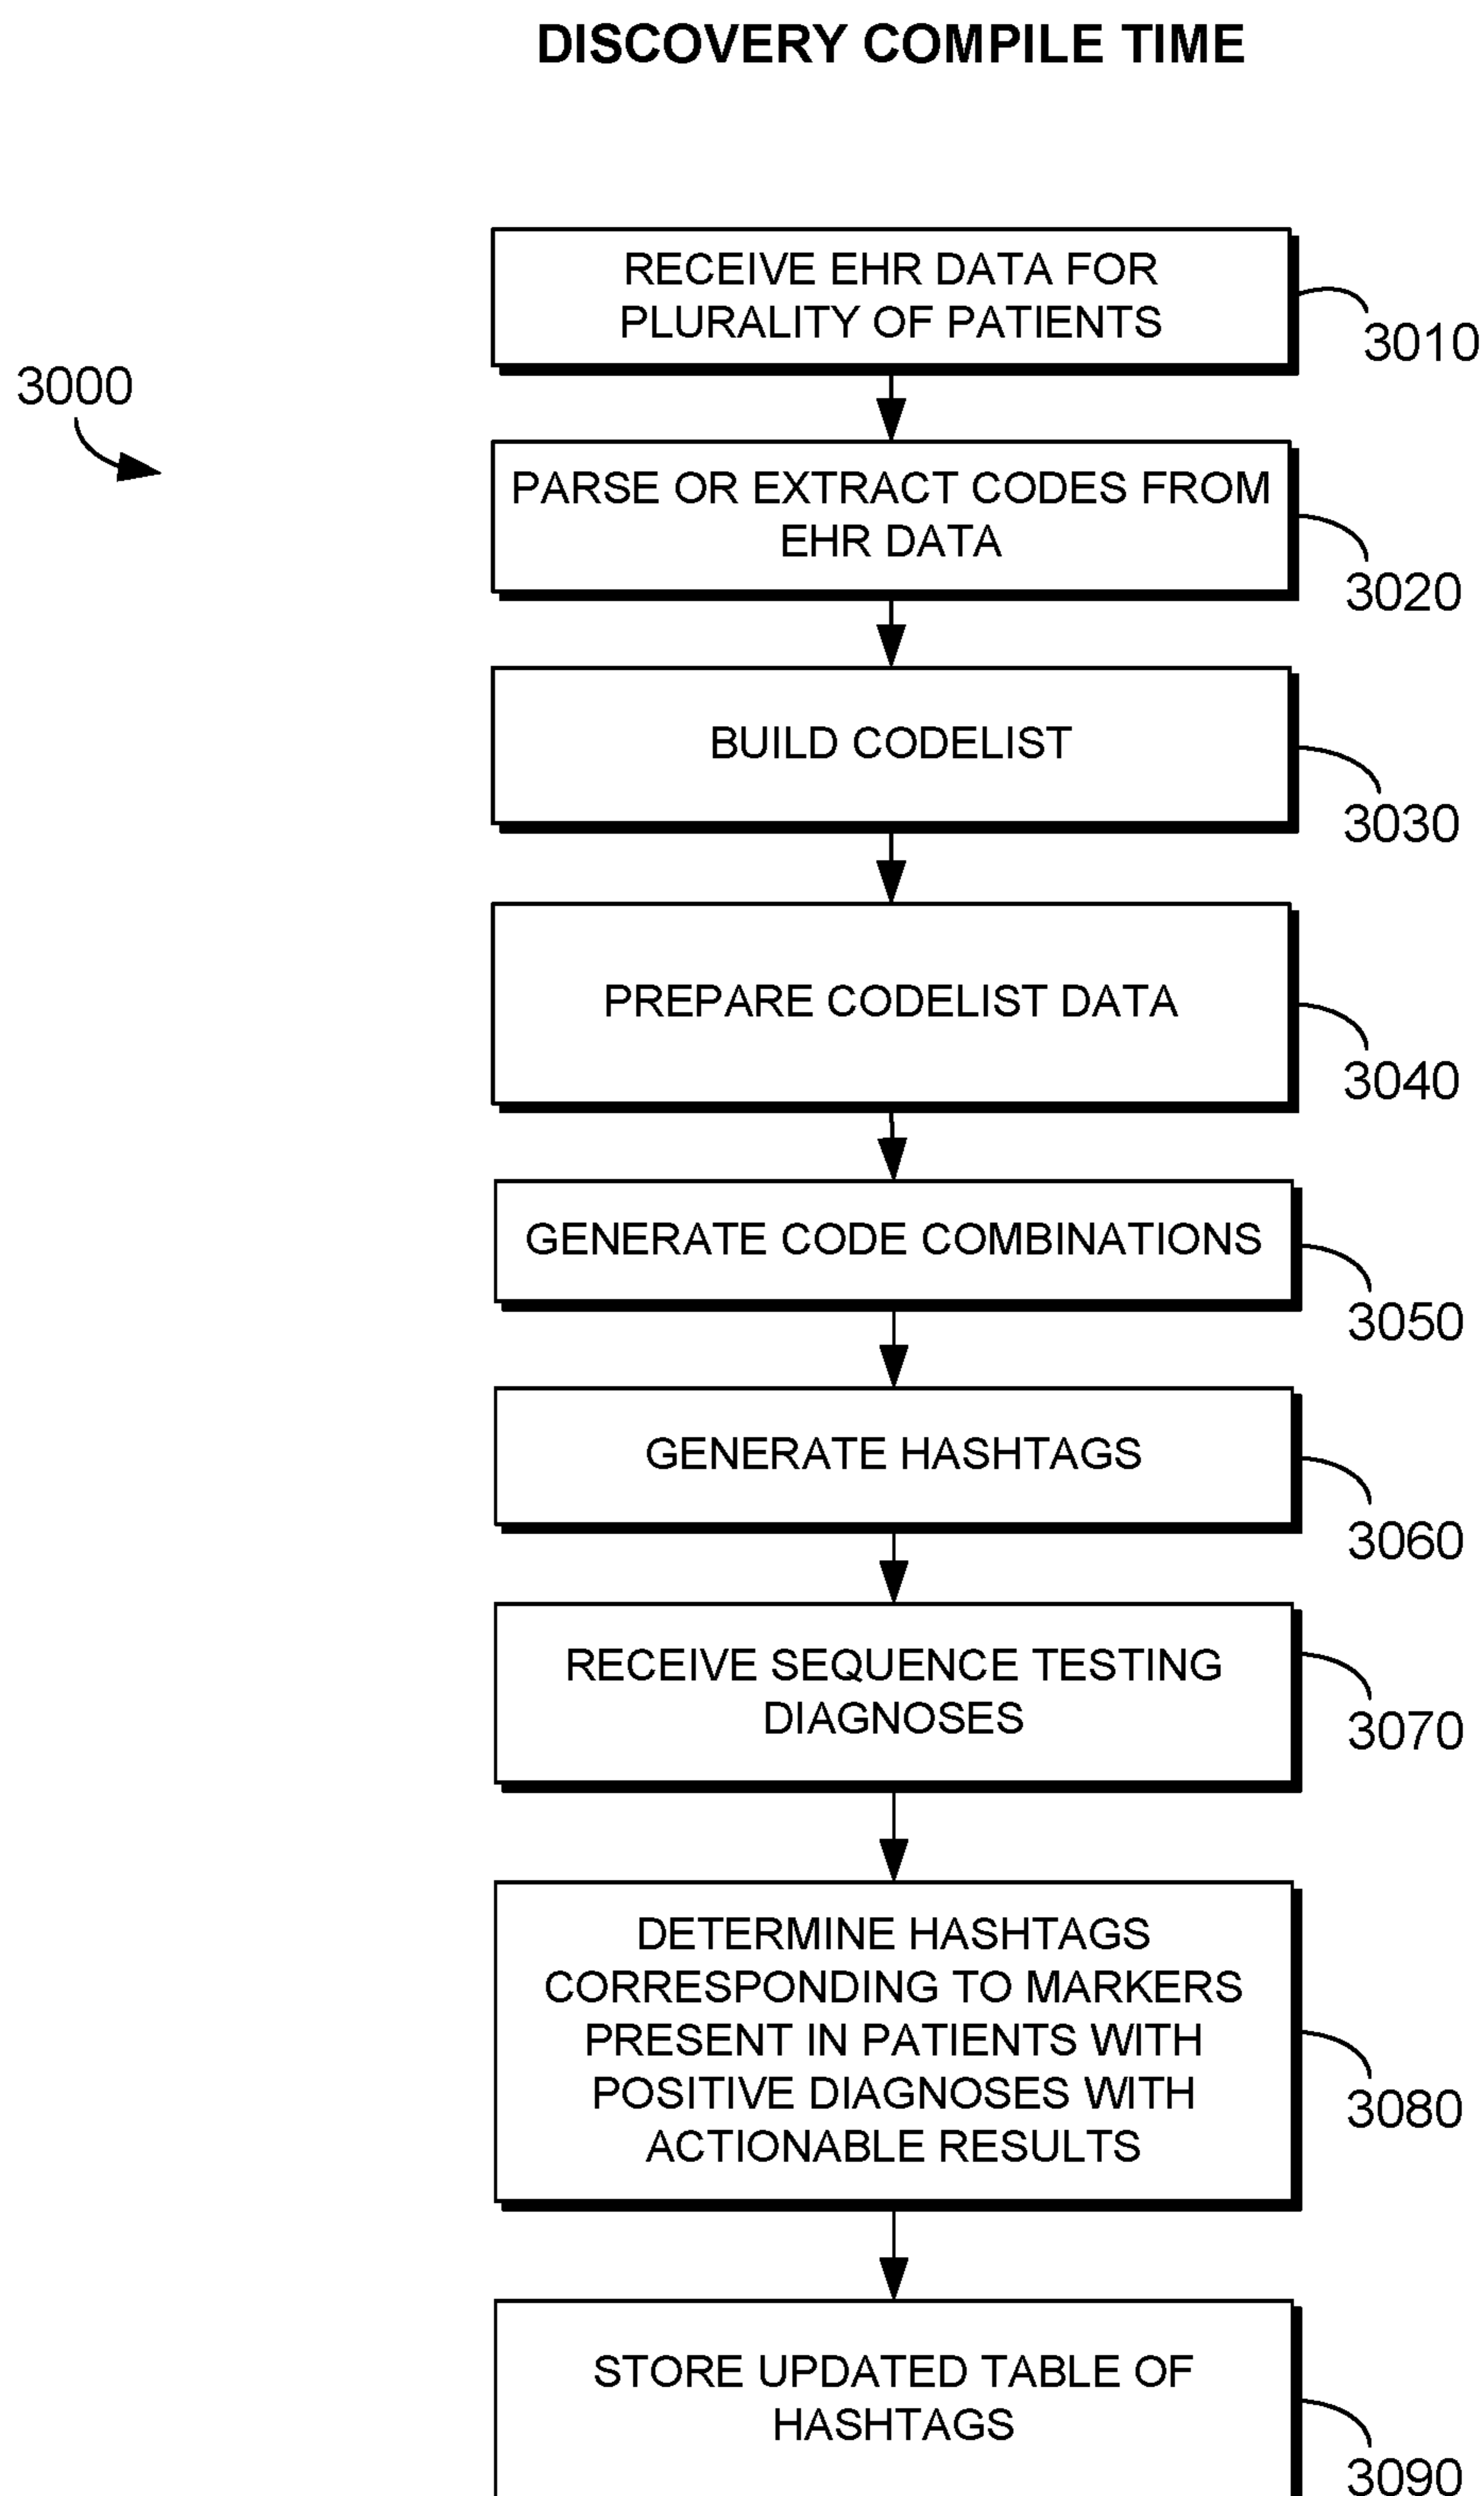 DISCOVERY COMPILE TIME
RECEIVE EHR DATA FOR
PLURALITY OF PATIENTS
3010
3000
PARSE OR EXTRACT CODES FROM
EHR DATA
3020
BUILD CODELIST
3030
PREPARE CODELIST DATA
3040
GENERATE CODE COMBINATIONS
3050
GENERATE HASHTAGS
3060
RECEIVE SEQUENCE TESTING
DIAGNOSES
3070
DETERMINE HASHTAGS
CORRESPONDING TO MARKERS
PRESENT IN PATIENTS WITH
POSITIVE DIAGNOSES WITH
ACTIONABLE RESULTS
3080
STORE UPDATED TABLE OF
HASHTAGS
3090